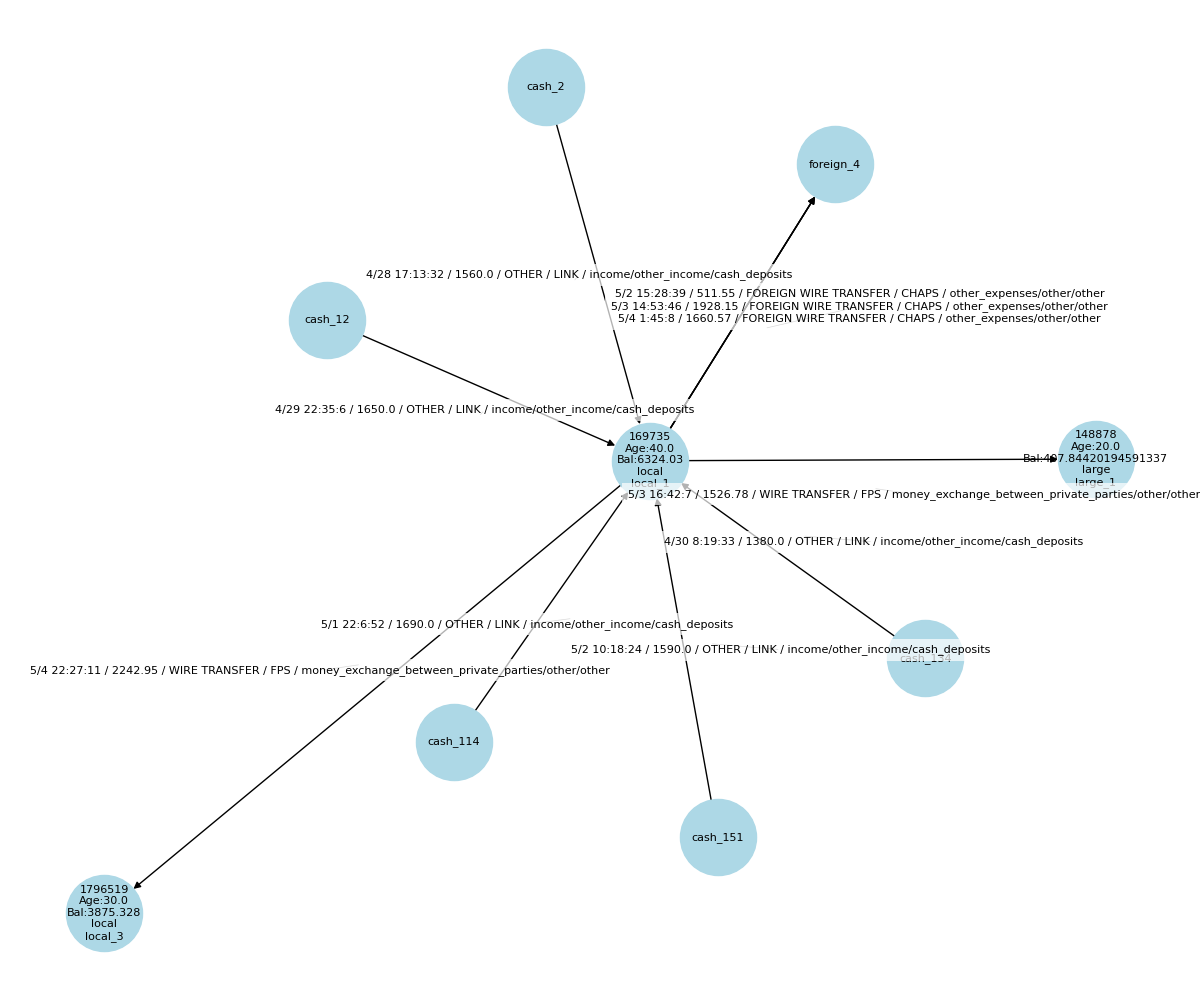 cash_2
foreign_4
4/28 17:13:32 / 1560.0 / OTHER / LINK / income/other_income/cash_deposits
5/2 15:28:39 / 511.55 / FOREIGN WIRE TRANSFER / CHAPS / other_expenses/other/other
5/3 14:53:46 / 1928.15 / FOREIGN WIRE TRANSFER / CHAPS / other_expenses/other/other
5/4 1:45:8 / 1660.57 / FOREIGN WIRE TRANSFER / CHAPS / other_expenses/other/other
cash_12
4/29 22:35:6 / 1650.0 / OTHER / LINK / income/other_income/cash_deposits
169735
Age:40.0
Bal:6324.03
local
local_1
148878
Age:20.0
Bal:497.84420194591337
large
large_1
5/3 16:42:7 / 1526.78 / WIRE TRANSFER / FPS / money_exchange_between_private_parties/other/other
4/30 8:19:33 / 1380.0 / OTHER / LINK / income/other_income/cash_deposits
5/1 22:6:52 / 1690.0 / OTHER / LINK / income/other_income/cash_deposits
5/2 10:18:24 / 1590.0 / OTHER / LINK / income/other_income/cash_deposits
cash_134
5/4 22:27:11 / 2242.95 / WIRE TRANSFER / FPS / money_exchange_between_private_parties/other/other
cash_114
cash_151
1796519
Age:30.0
Bal:3875.328
local
local_3